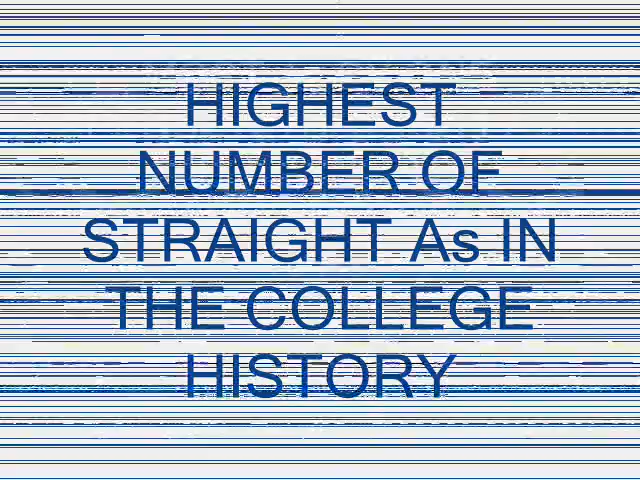 HIGHEST
NUMBER OF
STRAIGHT As IN
THE COLLEGE
HISTORY